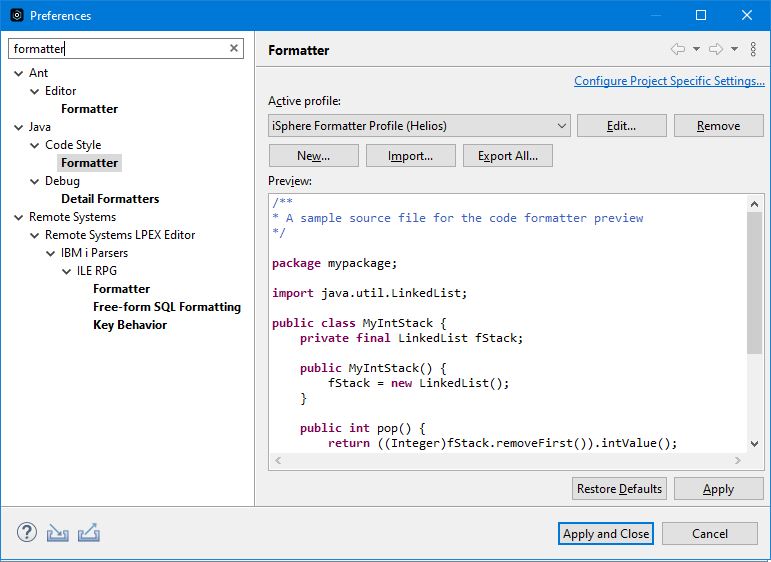 Preferences
formatter
Ant
Editor
Formatter
Java
Code Style
Formatter
Debug
Detail Formatters
Remote Systems
Remote Systems LPEX Editor
IBM i Parsers
ILE RPG
Formatter
Free-form SQL Formatting
Key Behavior
Formatter
Configure Project Specific Settings...
Active profile:
iSphere Formatter Profile (Helios)
Edit...
Remove
New...
Import...
Export All...
Preview:
/**
* A sample source file for the code formatter preview
*/
package mypackage;
import java.util.LinkedList;
public class MyIntStack {
private final LinkedList fStack;
public MyIntStack() {
fStack = new LinkedList();
}
public int pop() {
return ((Integer)fStack.removeFirst()).intValue();
Restore Defaults
Apply
?
Apply and Close
Cancel